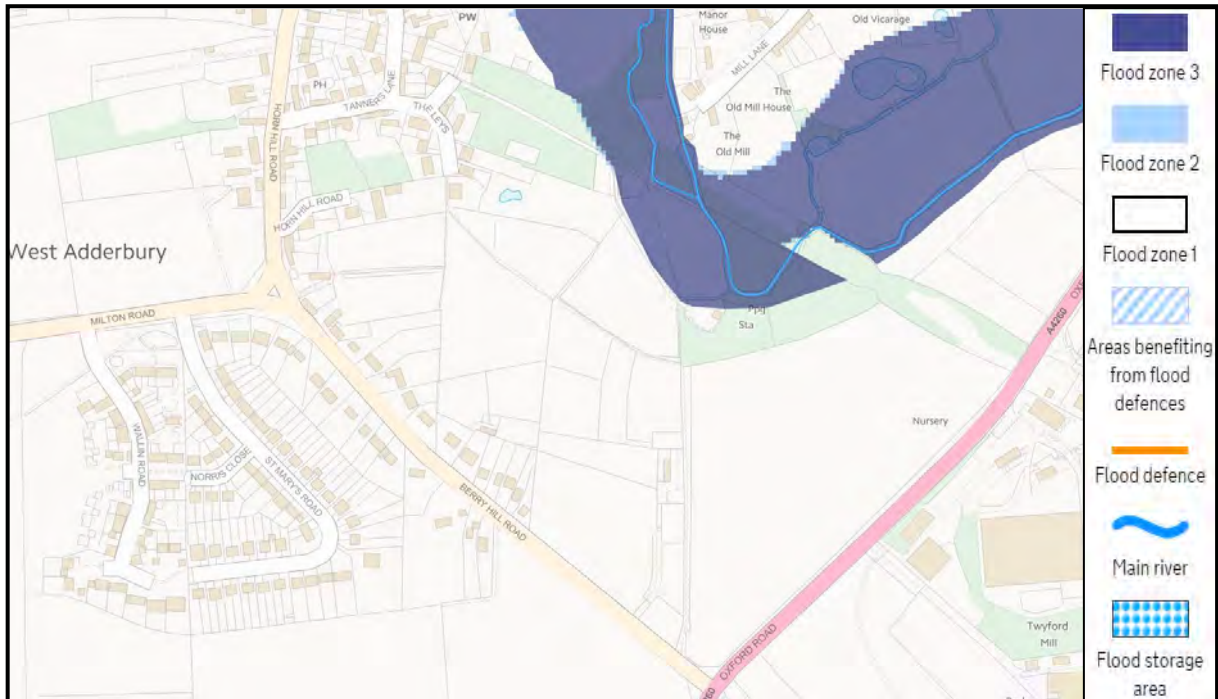 PW
Manor
House
Old Vicarage
MILL LANE
PH
TANNERS LANE
THE LEYS
The
Old Mill House
The
Old Mill
HORN HILL ROAD
HORN HILL ROAD
West Adderbury
MILTON ROAD
Ppg
Sta
A4260
Nursery
WALLIN ROAD
NORRIS CLOSE
ST MARY'S ROAD
BERRY HILL ROAD
OXFORD ROAD
Twyford
Mill
Flood zone 3
Flood zone 2
Flood zone 1
Areas benefiting
from flood
defences
Flood defence
Main river
Flood storage
area